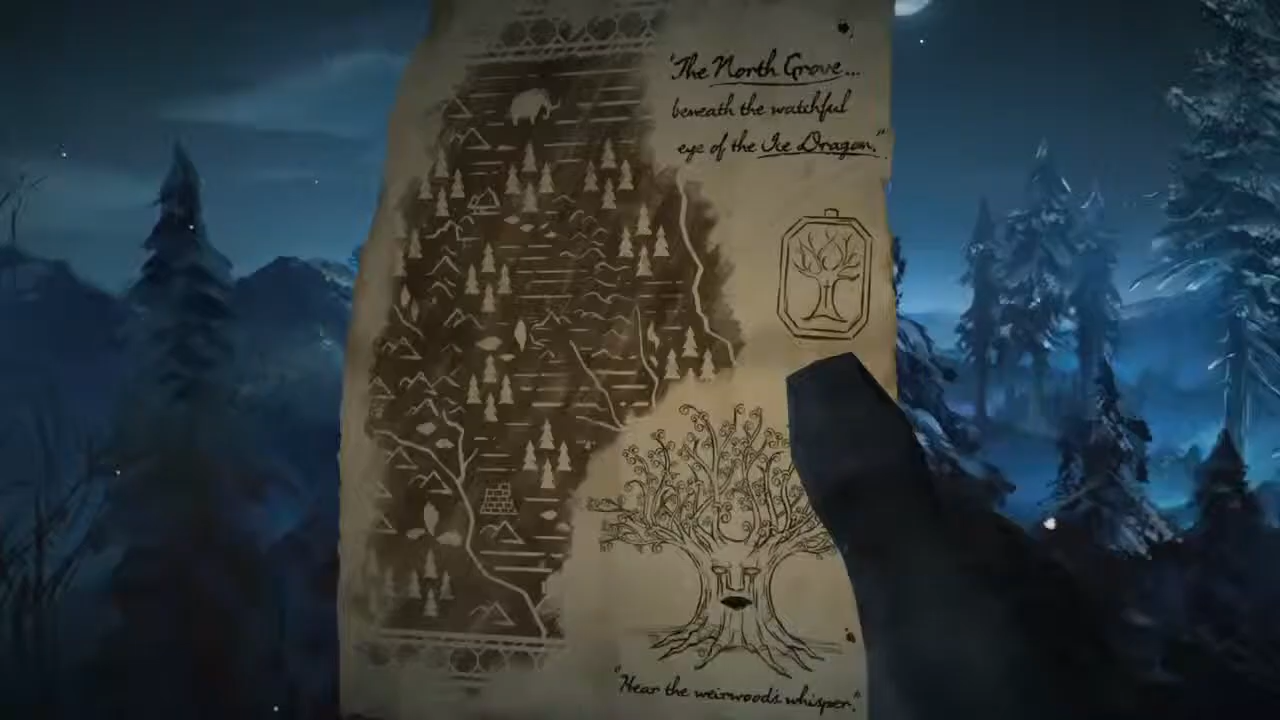 'The North Grove...
beneath the watchful
eye of the Ice Dragon."
"Hear the weirwood's whisper."